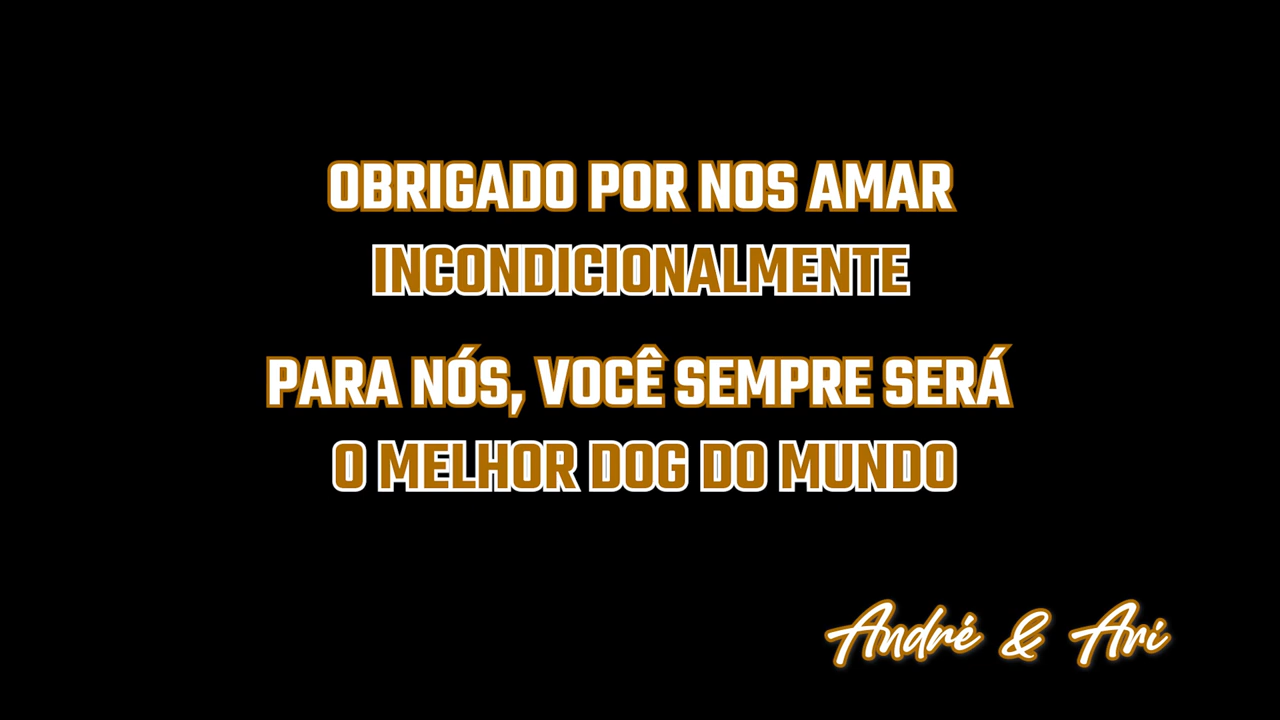 OBRIGADO POR NOS AMAR
INCONDICIONALMENTE
PARA NÓS, VOCÊ SEMPRE SERÁ
O MELHOR DOG DO MUNDO
André & Ari